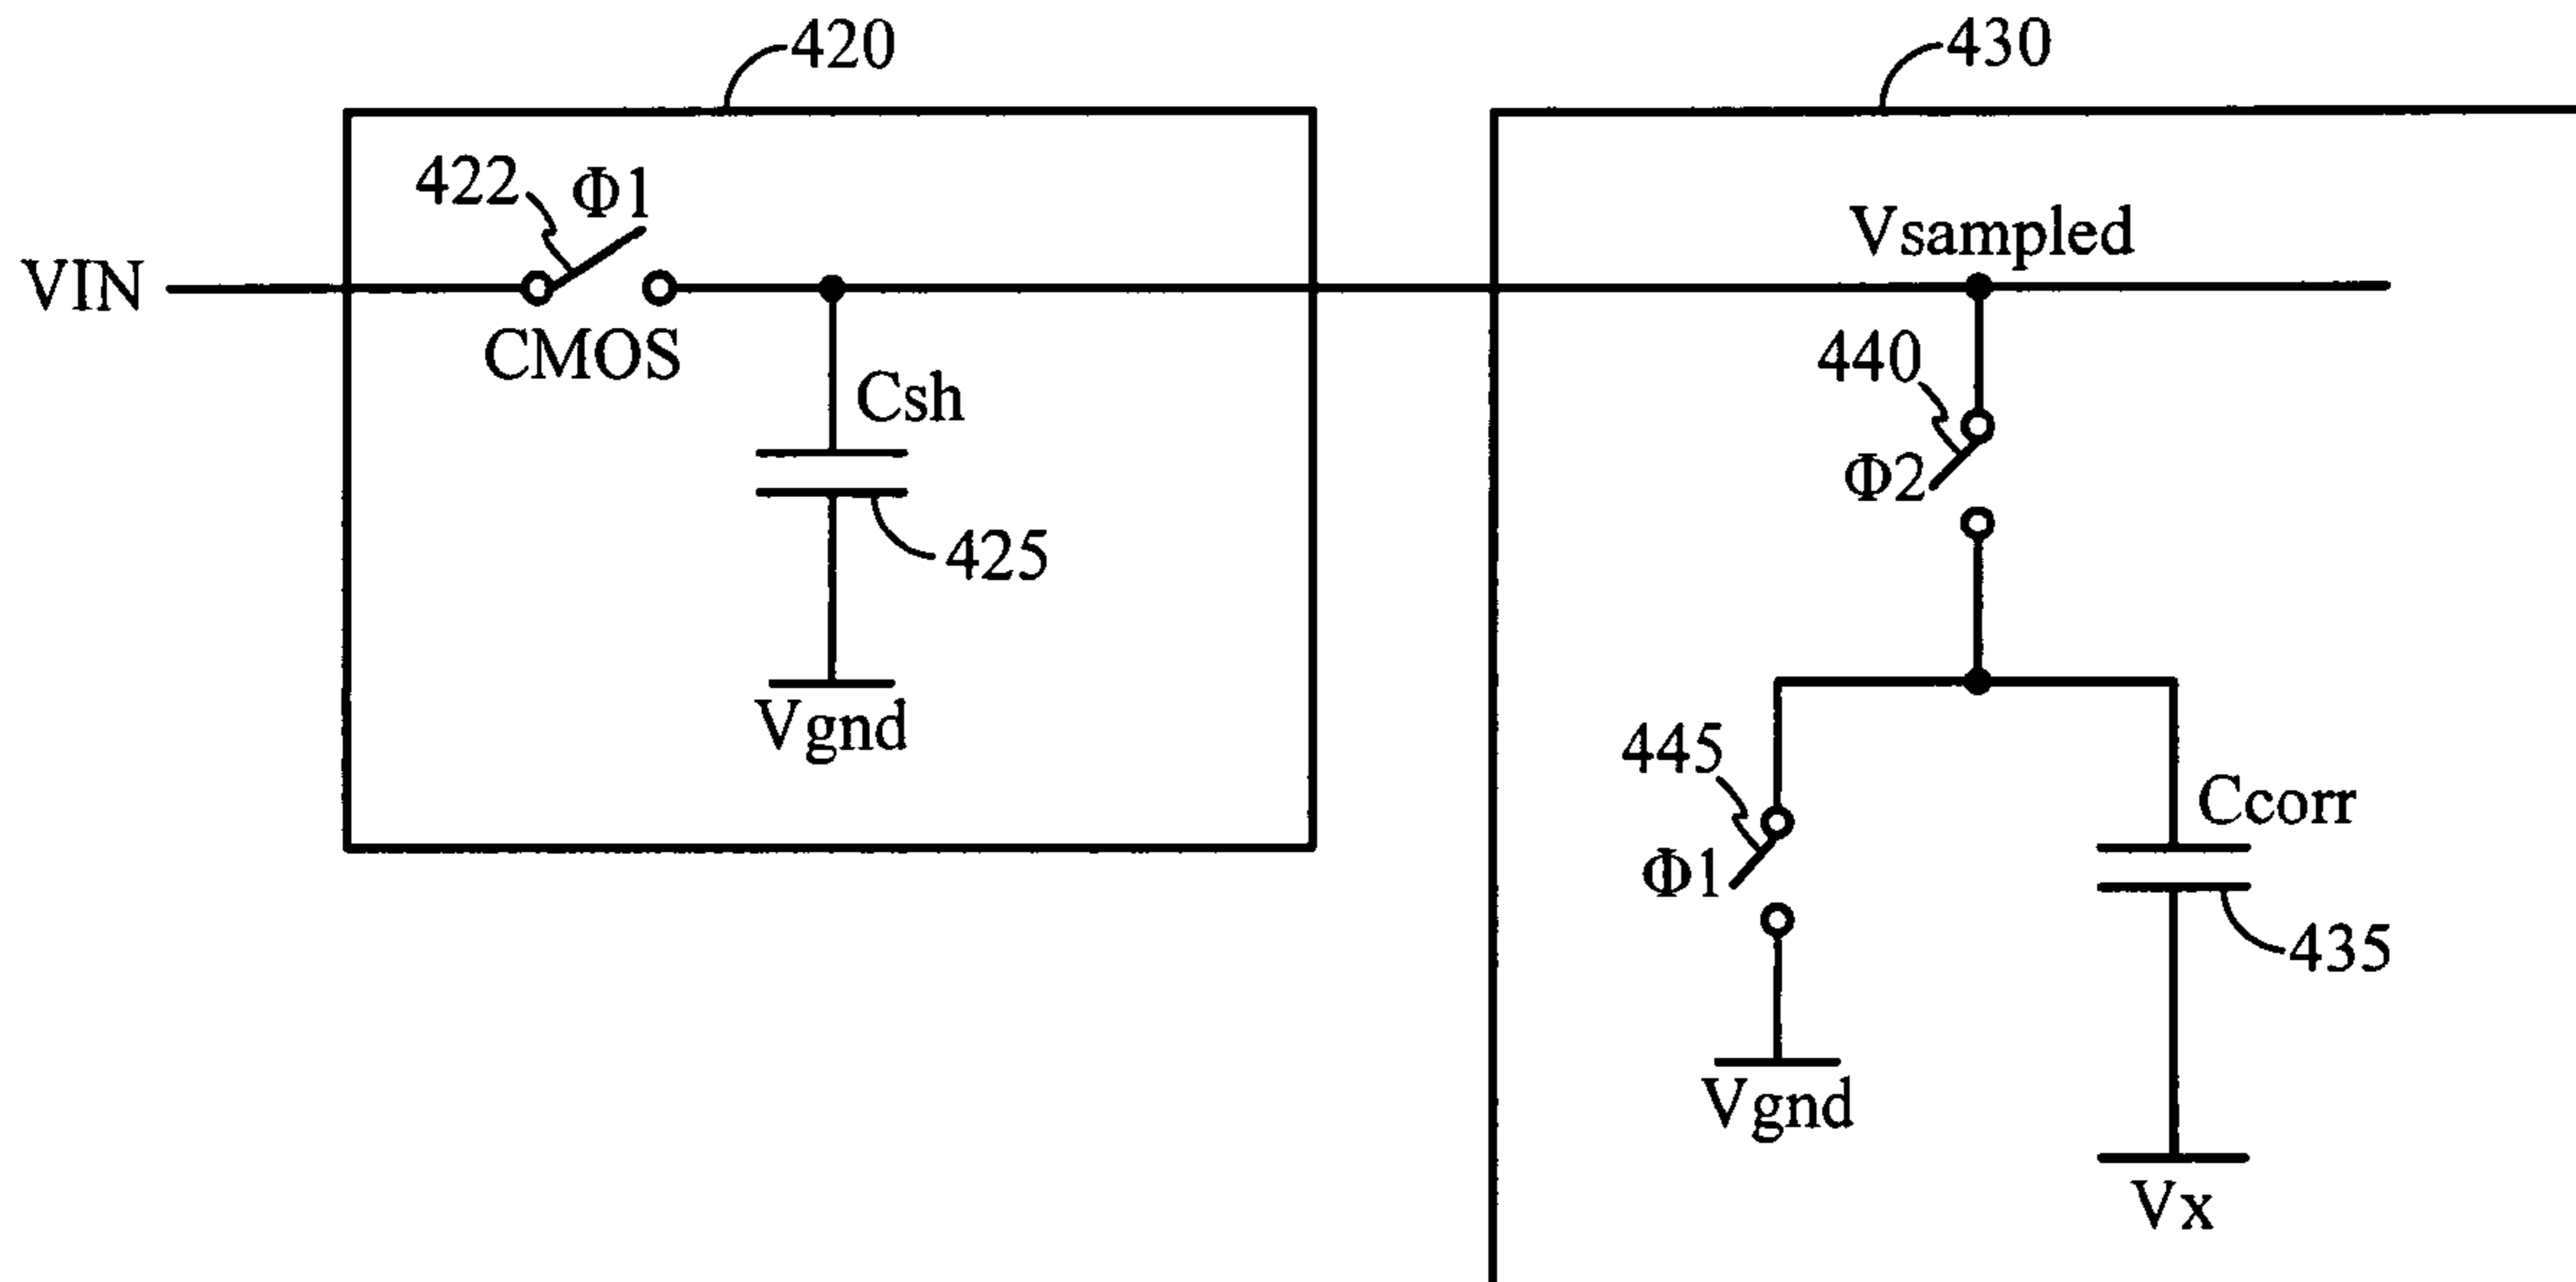 420
430
422
Φ1
VIN
CMOS
Vsampled
Csh
440
Φ2
425
Vgnd
445
Φ1
Ccorr
435
Vgnd
Vx